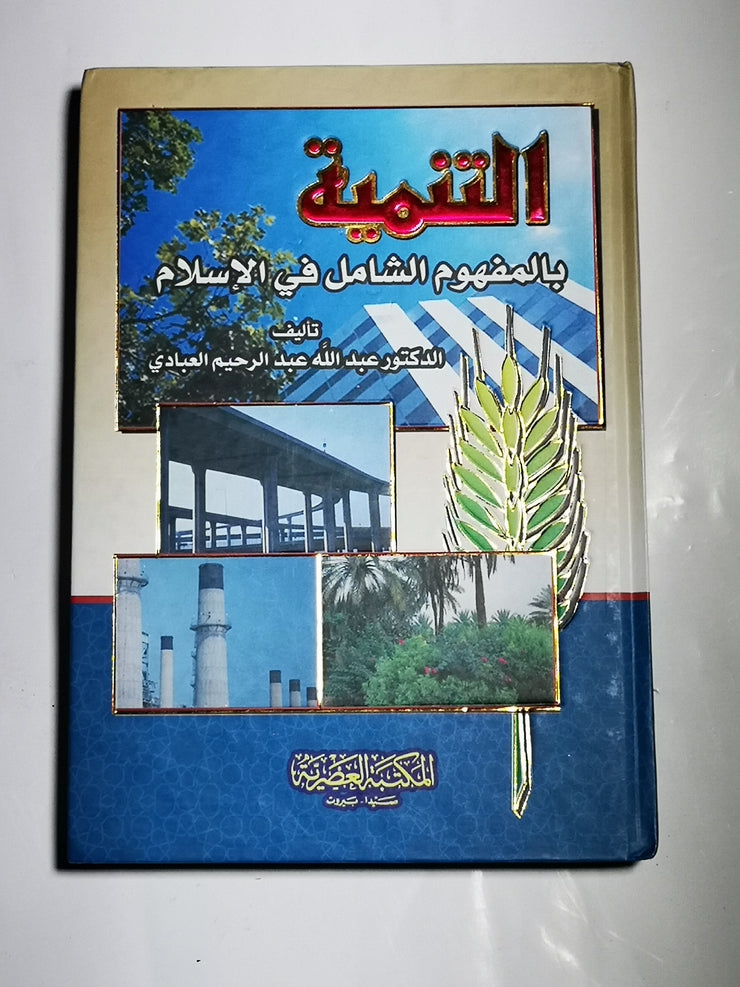 التنمية
بالمفهوم الشامل في الإسلام
تأليف
الدكتور عبد الله عبد الرحيم العبادي
المكتبة العصرية
صيدا - بيروت